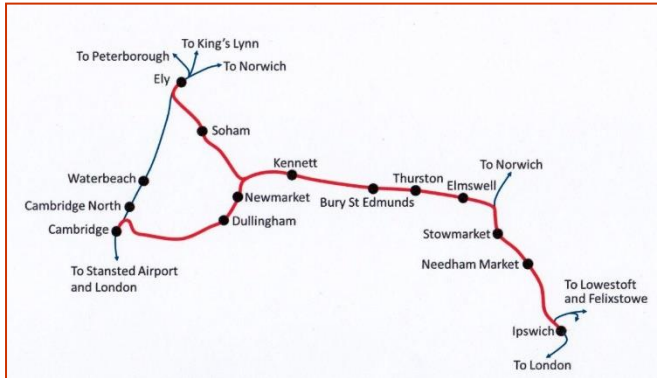 To King's Lynn
To Peterborough
To Norwich
Ely
Soham
Kennett
To Norwich
Waterbeach
Newmarket
Thurston
Elmswell
Bury St Edmunds
Cambridge North
Dullingham
Cambridge
Stowmarket
Needham Market
To Stansted Airport
and London
To Lowestoft
and Felixstowe
Ipswich
To London